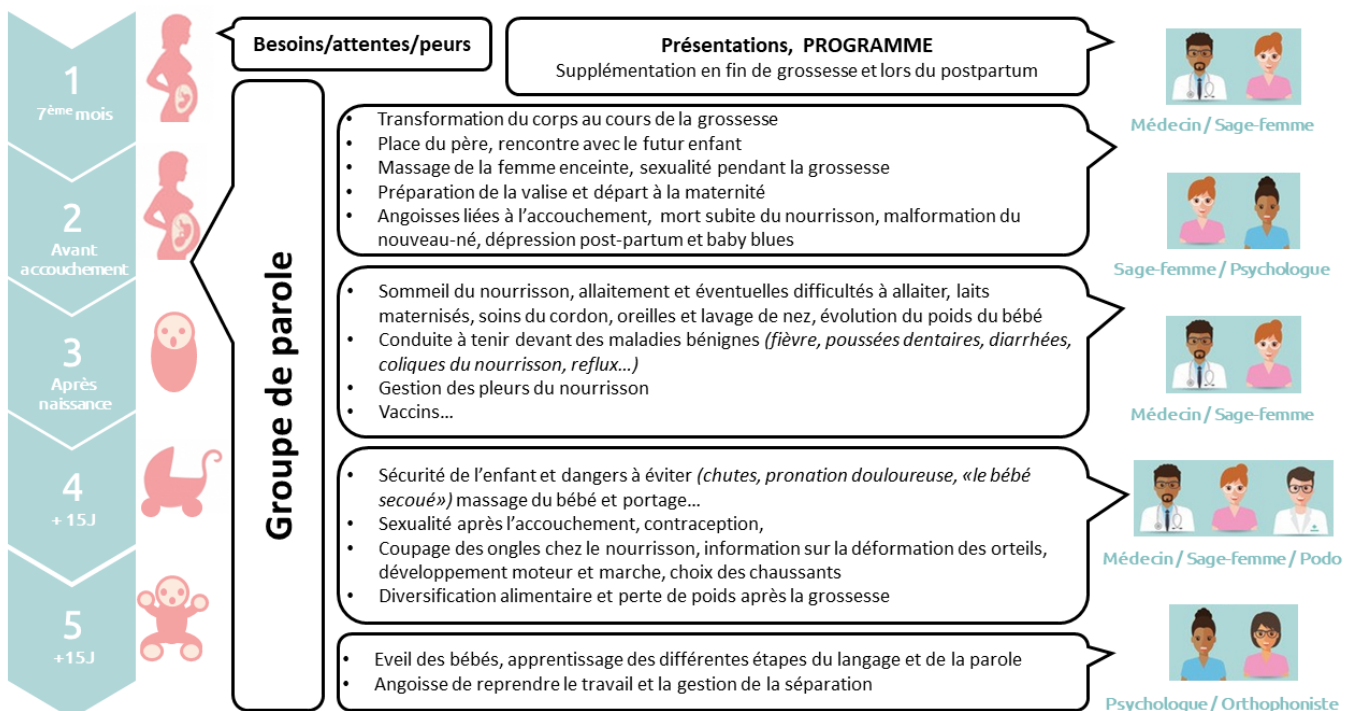 1
7ème mois
Besoins/attentes/peurs
Présentations, PROGRAMME
Supplémentation en fin de grossesse et lors du postpartum
Médecin / Sage-femme
Groupe de parole
2
Avant
accouchement
• Transformation du corps au cours de la grossesse
• Place du père, rencontre avec le futur enfant
• Massage de la femme enceinte, sexualité pendant la grossesse
• Préparation de la valise et départ à la maternité
• Angoisses liées à l’accouchement, mort subite du nourrisson, malformation du
nouveau-né, dépression post-partum et baby blues
Sage-femme / Psychologue
3
Après
naissance
• Sommeil du nourrisson, allaitement et éventuelles difficultés à allaiter, laits
maternisés, soins du cordon, oreilles et lavage de nez, évolution du poids du bébé
• Conduite à tenir devant des maladies bénignes (fièvre, poussées dentaires, diarrhées,
coliques du nourrisson, reflux…)
• Gestion des pleurs du nourrisson
• Vaccins…
Médecin / Sage-femme
4
+ 15J
• Sécurité de l’enfant et dangers à éviter (chutes, pronation douloureuse, «le bébé
secoué») massage du bébé et portage…
• Sexualité après l’accouchement, contraception,
• Coupage des ongles chez le nourrisson, information sur la déformation des orteils,
développement moteur et marche, choix des chaussants
• Diversification alimentaire et perte de poids après la grossesse
Médecin / Sage-femme / Podo
5
+15J
• Eveil des bébés, apprentissage des différentes étapes du langage et de la parole
• Angoisse de reprendre le travail et la gestion de la séparation
Psychologue / Orthophoniste